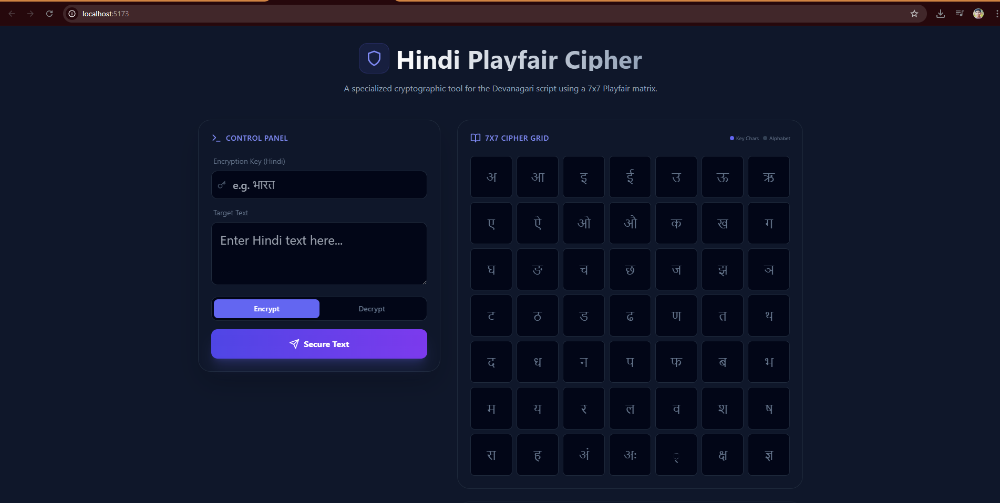 localhost:5173
Hindi Playfair Cipher
A specialized cryptographic tool for the Devanagari script using a 7x7 Playfair matrix.
CONTROL PANEL
Encryption Key (Hindi)
e.g. भारत
Target Text
Enter Hindi text here...
Encrypt Decrypt
Secure Text
7X7 CIPHER GRID
Key Chars Alphabet
अ आ इ ई उ ऊ ऋ
ए ऐ ओ औ क ख ग
घ ङ च छ ज झ ञ
ट ठ ड ढ ण त थ
द ध न प फ ब भ
म य र ल व श ष
स ह अं अः ् क्ष ज्ञ